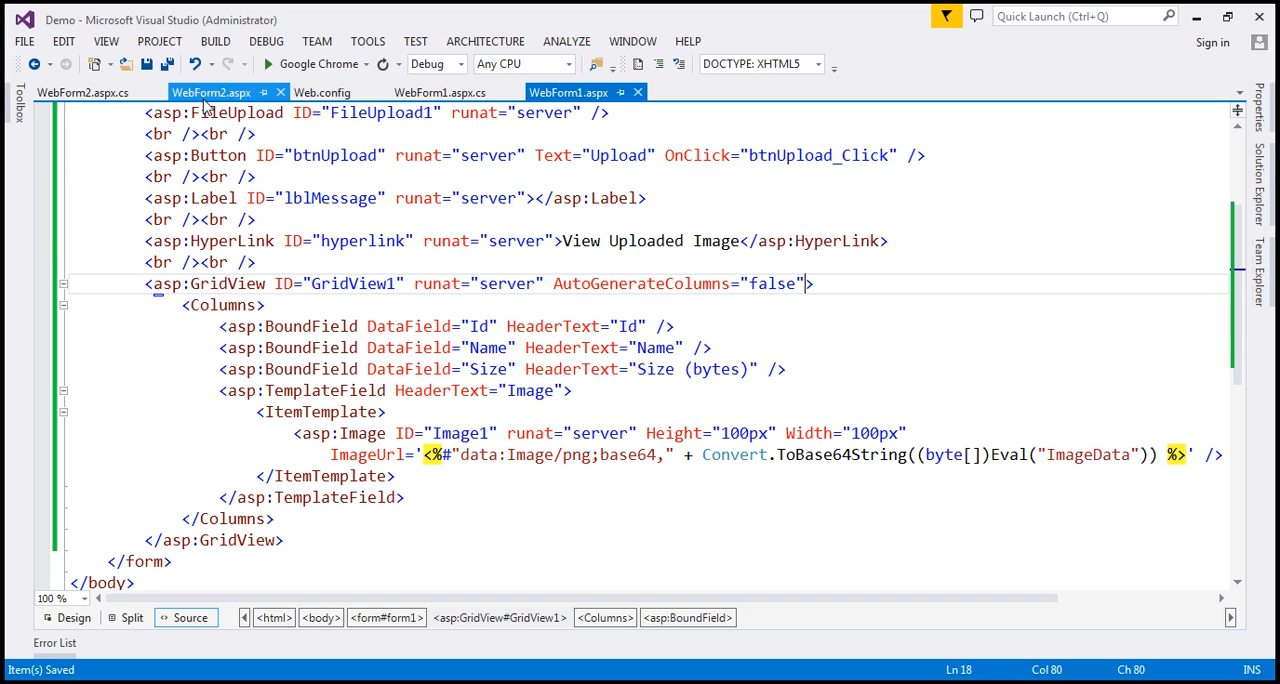 Demo - Microsoft Visual Studio (Administrator)
Quick Launch (Ctrl+Q)
FILE EDIT VIEW PROJECT BUILD DEBUG TEAM TOOLS TEST ARCHITECTURE ANALYZE WINDOW HELP
Sign in
Google Chrome Debug Any CPU DOCTYPE: XHTML5
Toolbox
WebForm2.aspx.cs WebForm2.aspx Web.config WebForm1.aspx.cs WebForm1.aspx
Properties
Solution Explorer
Team Explorer
<asp:FileUpload ID="FileUpload1" runat="server" />
<br /><br />
<asp:Button ID="btnUpload" runat="server" Text="Upload" OnClick="btnUpload_Click" />
<br /><br />
<asp:Label ID="lblMessage" runat="server"></asp:Label>
<br /><br />
<asp:HyperLink ID="hyperlink" runat="server">View Uploaded Image</asp:HyperLink>
<br /><br />
<asp:GridView ID="GridView1" runat="server" AutoGenerateColumns="false">
<Columns>
<asp:BoundField DataField="Id" HeaderText="Id" />
<asp:BoundField DataField="Name" HeaderText="Name" />
<asp:BoundField DataField="Size" HeaderText="Size (bytes)" />
<asp:TemplateField HeaderText="Image">
<ItemTemplate>
<asp:Image ID="Image1" runat="server" Height="100px" Width="100px"
ImageUrl='<%#"data:Image/png;base64," + Convert.ToBase64String((byte[])Eval("ImageData")) %>' />
</ItemTemplate>
</asp:TemplateField>
</Columns>
</asp:GridView>
</form>
</body>
100 %
Design Split Source <html> <body> <form#form1> <asp:GridView#GridView1> <Columns> <asp:BoundField>
Error List
Item(s) Saved Ln 18 Col 80 Ch 80 INS